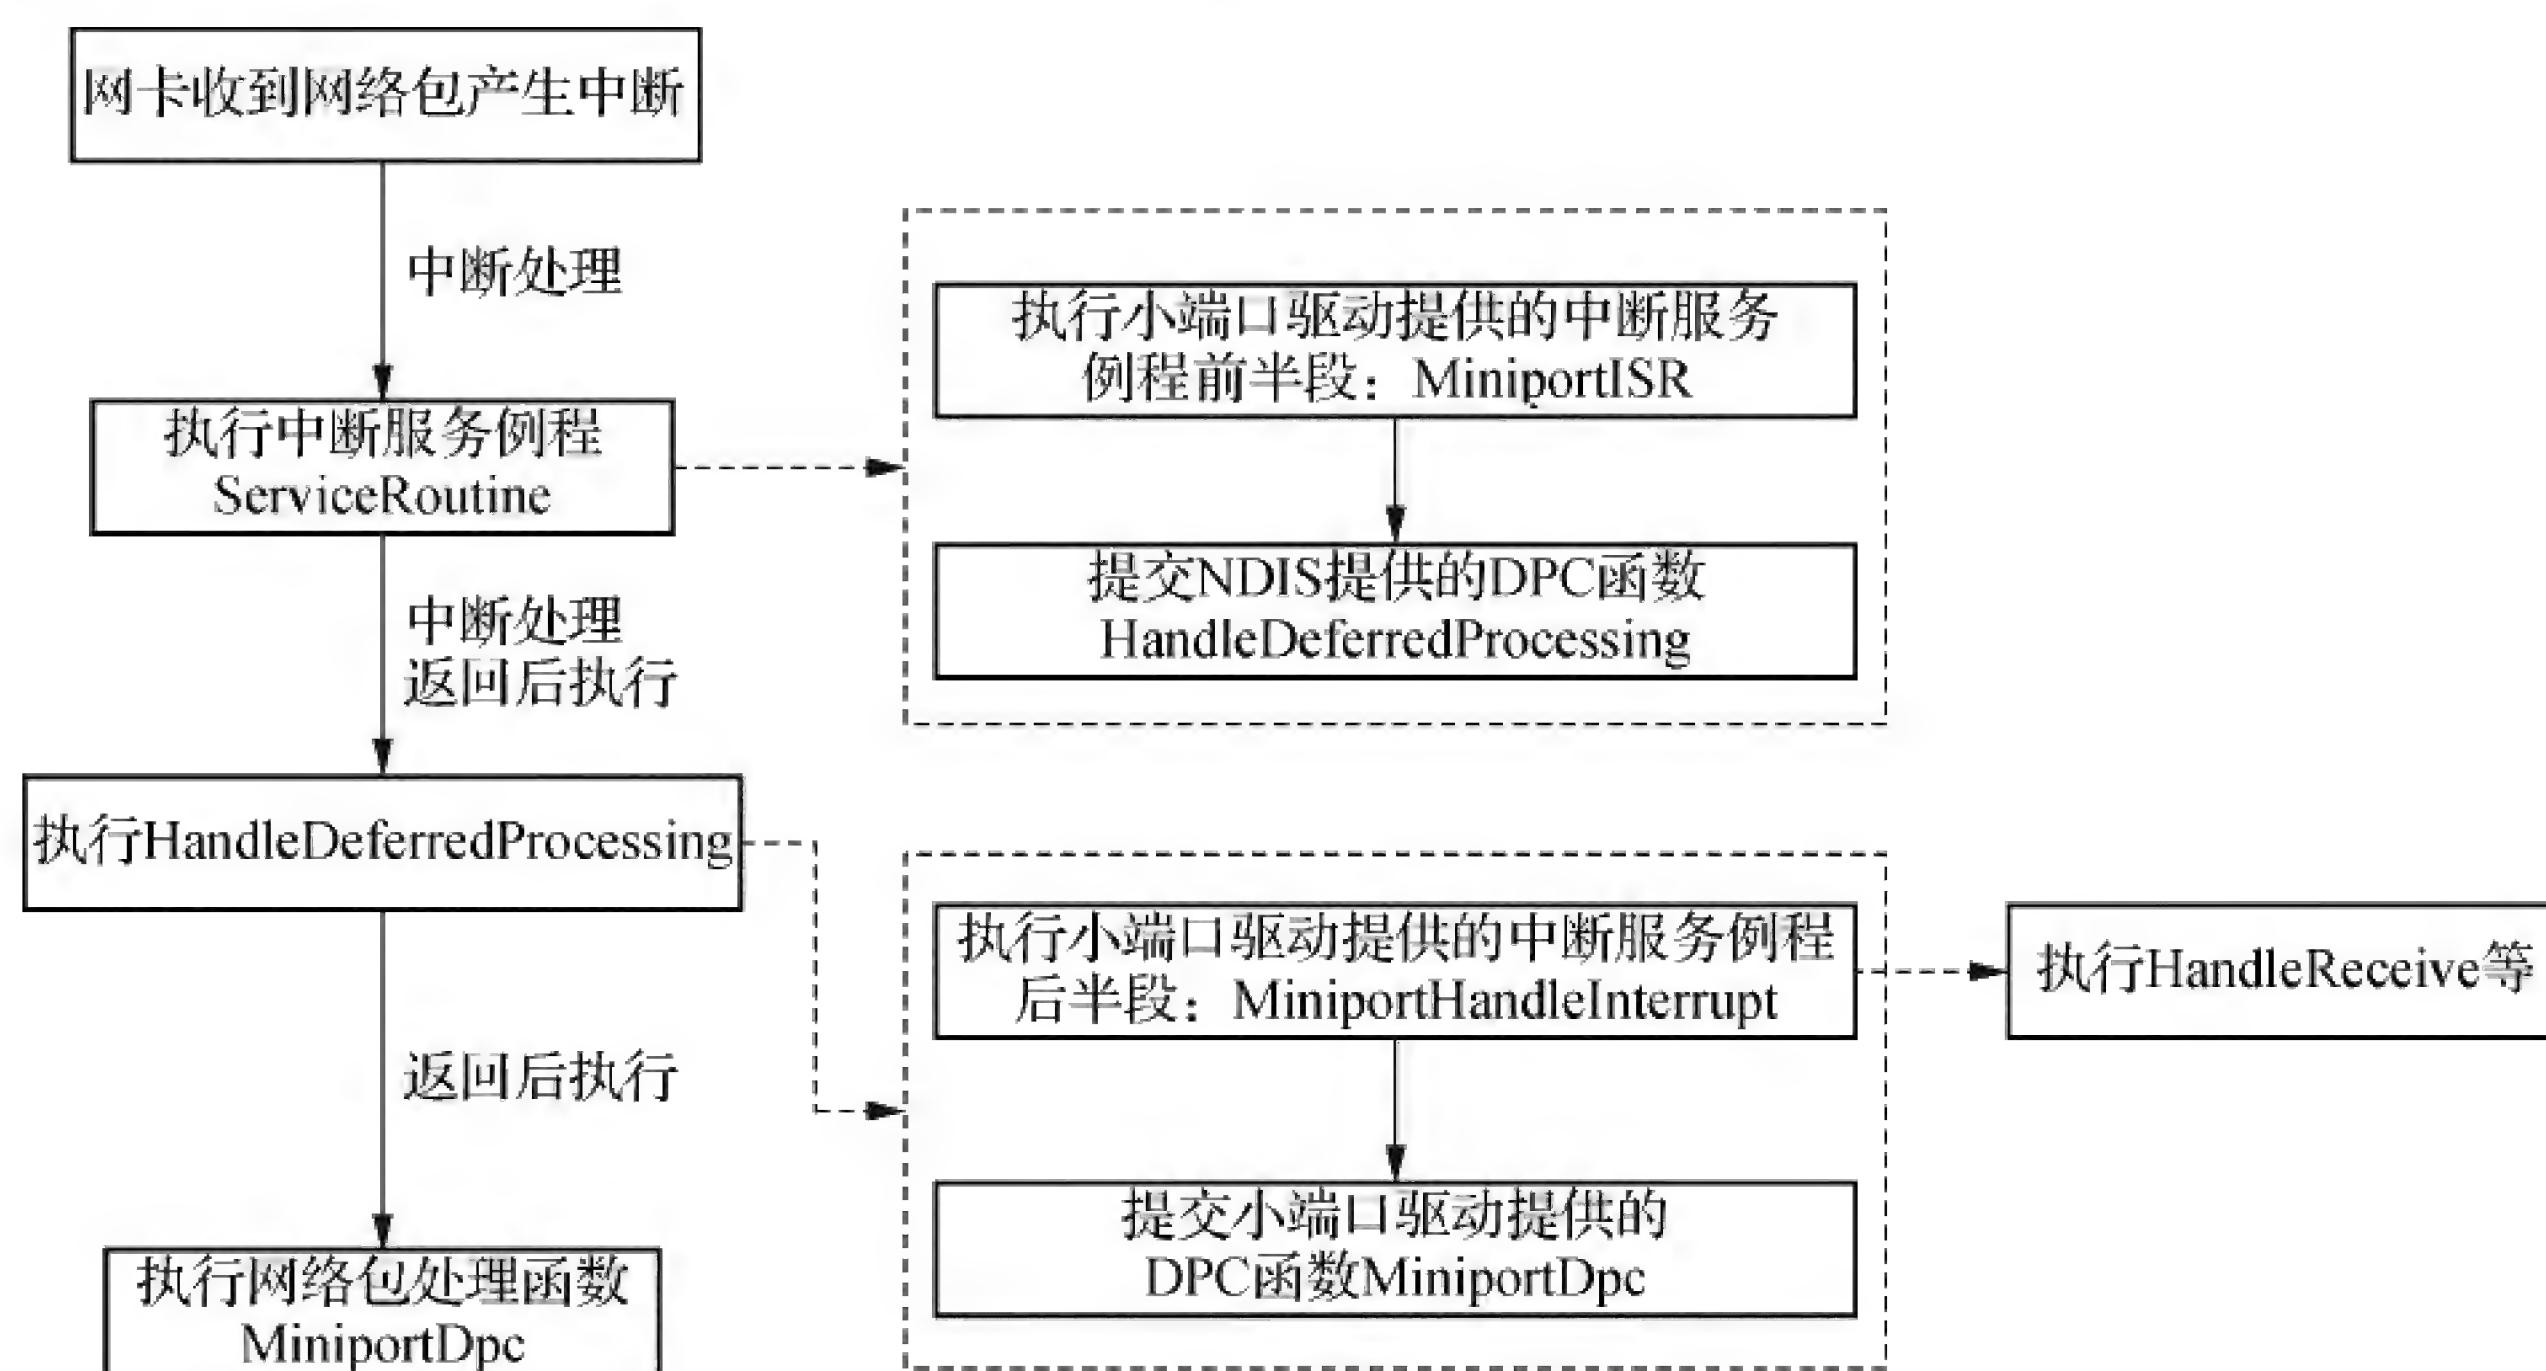 网卡收到网络包产生中断
中断处理
执行中断服务例程
ServiceRoutine
执行小端口驱动提供的中断服务
例程前半段：MiniportISR
提交NDIS提供的DPC函数
HandleDeferredProcessing
中断处理
返回后执行
执行HandleDeferredProcessing
执行小端口驱动提供的中断服务例程
后半段：MiniportHandleInterrupt
执行HandleReceive等
返回后执行
提交小端口驱动提供的
DPC函数MiniportDpc
执行网络包处理函数
MiniportDpc